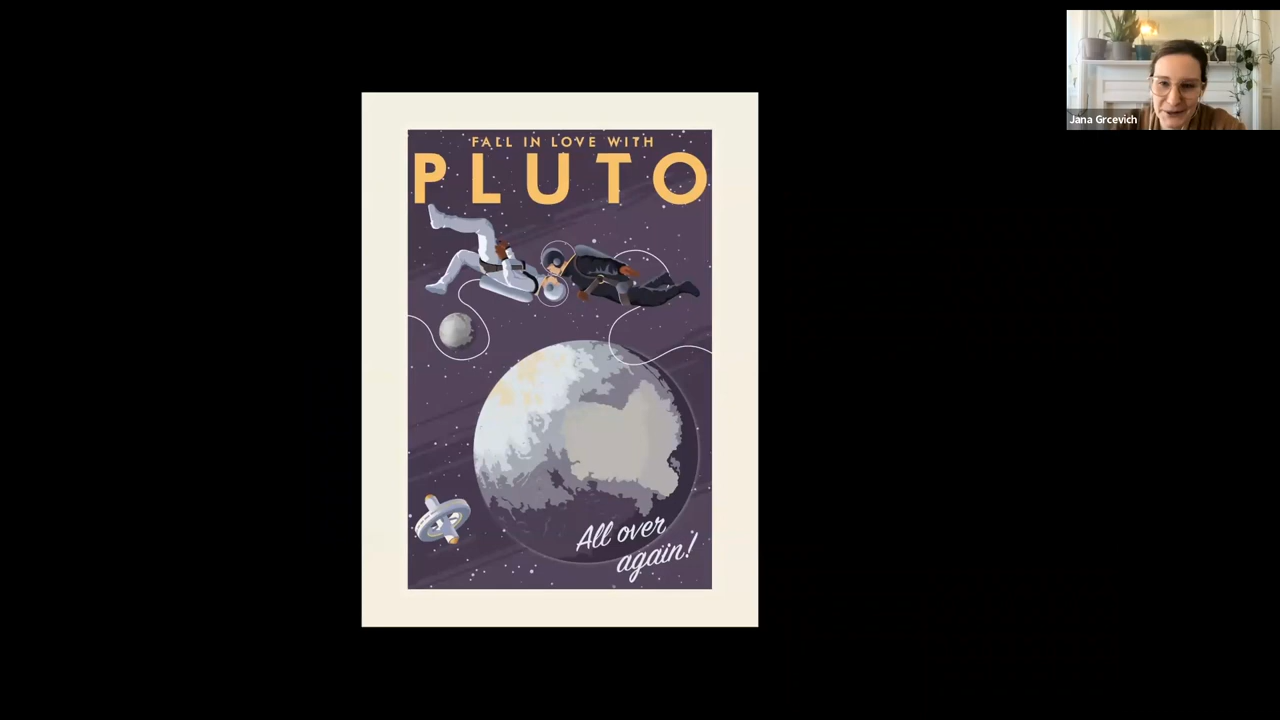 FALL IN LOVE WITH
PLUTO
All over
again!
Jana Grcevich